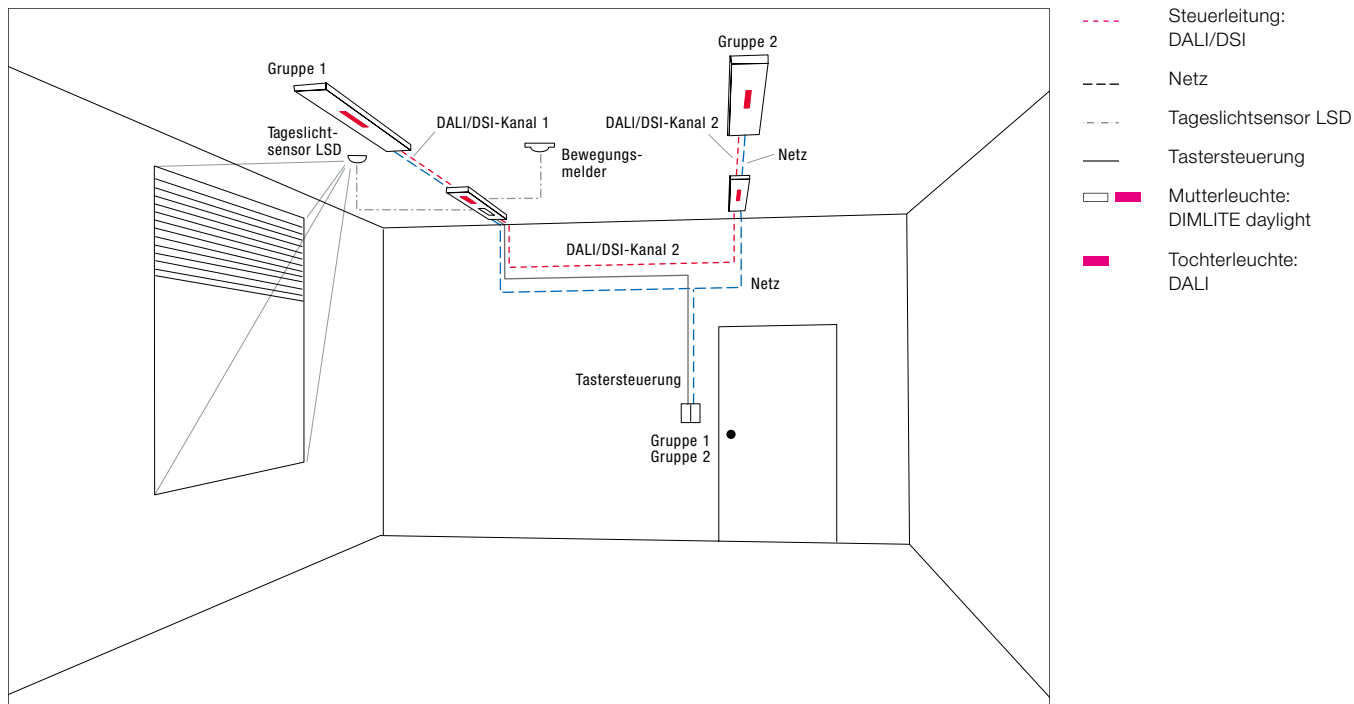 Gruppe 1
Gruppe 2
Tageslicht-
sensor LSD
DALI/DSI-Kanal 1
Bewegungs-
melder
DALI/DSI-Kanal 2
Netz
DALI/DSI-Kanal 2
Netz
Tastersteuerung
Gruppe 1
Gruppe 2
Steuerleitung:
DALI/DSI
Netz
Tageslichtsensor LSD
Tastersteuerung
Mutterleuchte:
DIMLITE daylight
Tochterleuchte:
DALI